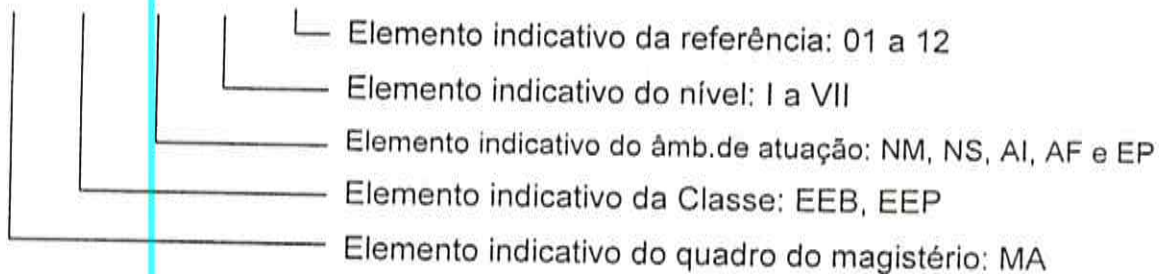 Elemento indicativo da referência: 01 a 12
Elemento indicativo do nível: I a VII
Elemento indicativo do âmb.de atuação: NM, NS, AI, AF e EP
Elemento indicativo da Classe: EEB, EEP
Elemento indicativo do quadro do magistério: MA